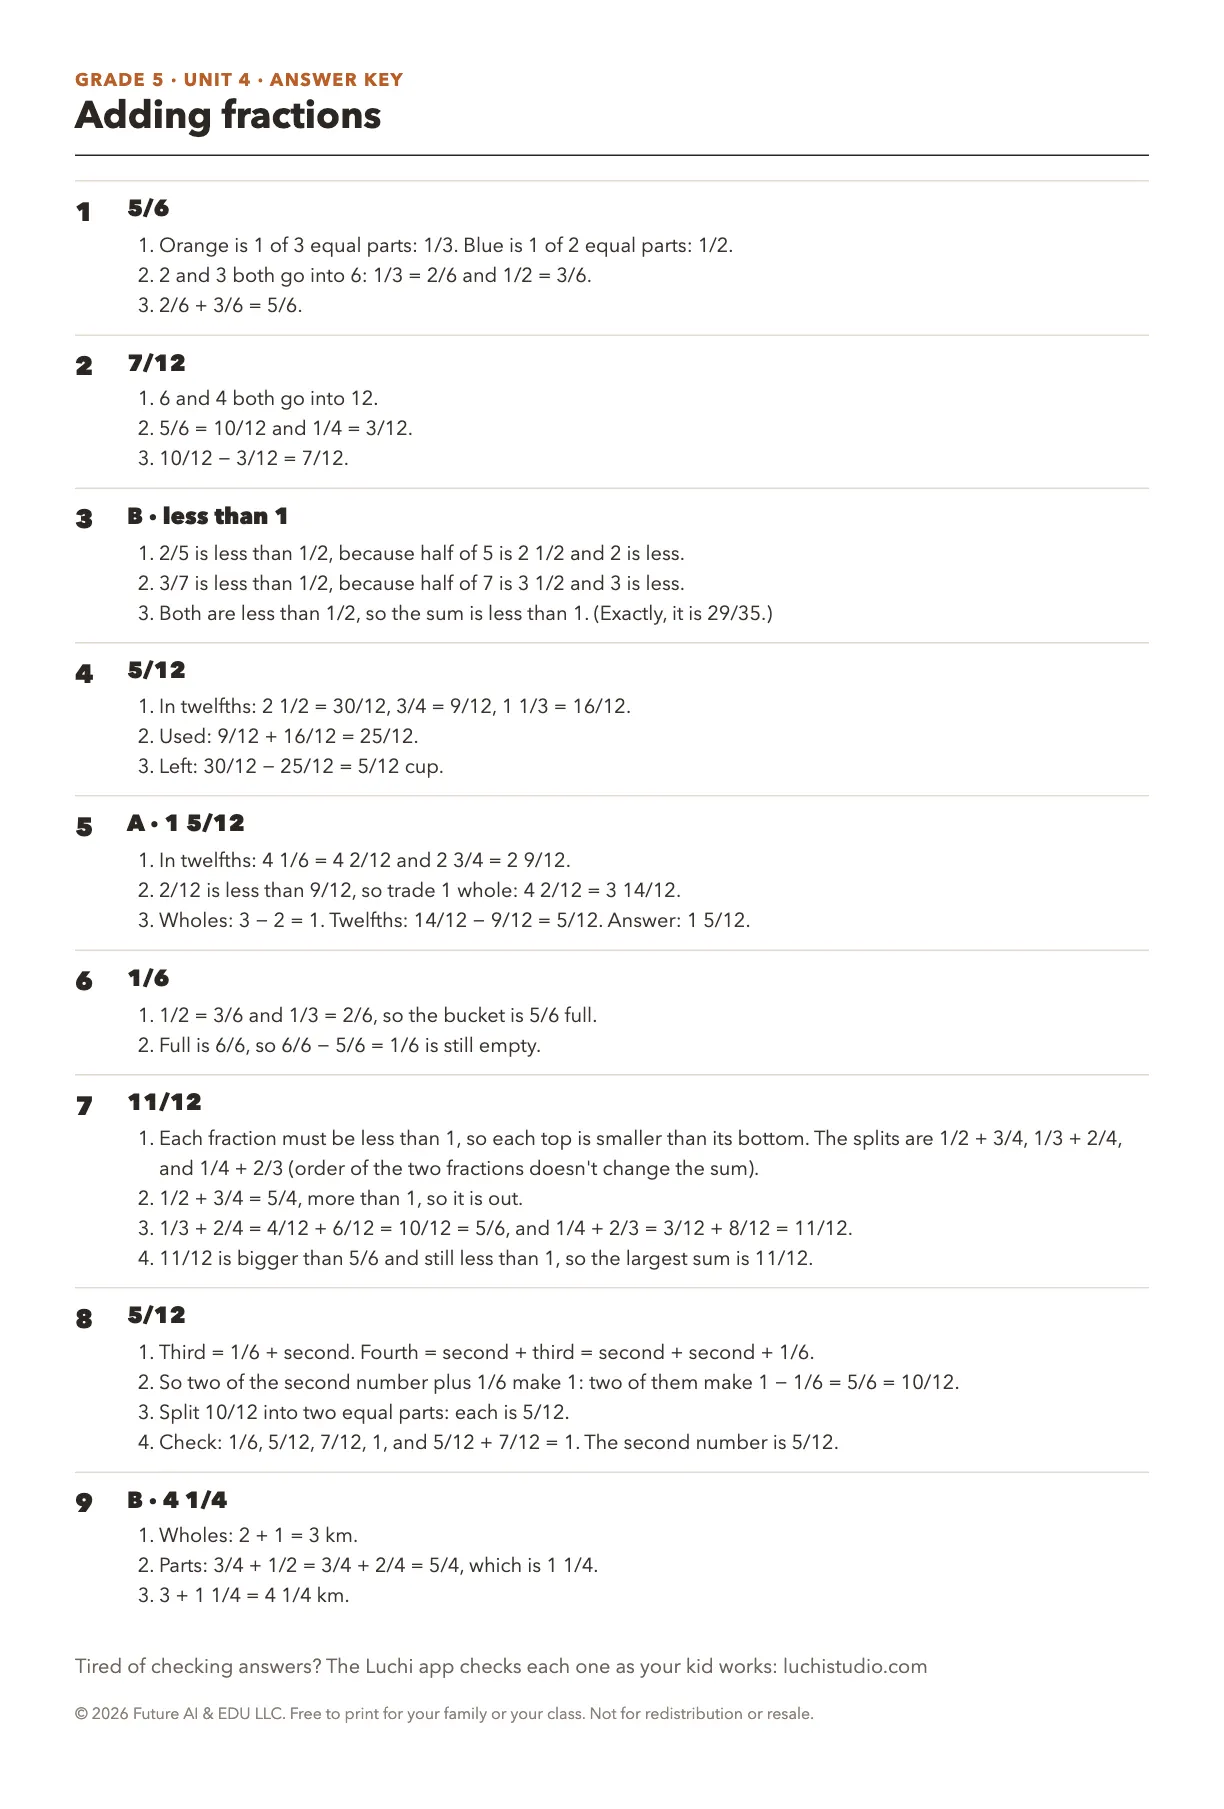 GRADE 5 · UNIT 4 · ANSWER KEY
Adding fractions
1 5/6
1. Orange is 1 of 3 equal parts: 1/3. Blue is 1 of 2 equal parts: 1/2.
2. 2 and 3 both go into 6: 1/3 = 2/6 and 1/2 = 3/6.
3. 2/6 + 3/6 = 5/6.
2 7/12
1. 6 and 4 both go into 12.
2. 5/6 = 10/12 and 1/4 = 3/12.
3. 10/12 − 3/12 = 7/12.
3 B · less than 1
1. 2/5 is less than 1/2, because half of 5 is 2 1/2 and 2 is less.
2. 3/7 is less than 1/2, because half of 7 is 3 1/2 and 3 is less.
3. Both are less than 1/2, so the sum is less than 1. (Exactly, it is 29/35.)
4 5/12
1. In twelfths: 2 1/2 = 30/12, 3/4 = 9/12, 1 1/3 = 16/12.
2. Used: 9/12 + 16/12 = 25/12.
3. Left: 30/12 − 25/12 = 5/12 cup.
5 A · 1 5/12
1. In twelfths: 4 1/6 = 4 2/12 and 2 3/4 = 2 9/12.
2. 2/12 is less than 9/12, so trade 1 whole: 4 2/12 = 3 14/12.
3. Wholes: 3 − 2 = 1. Twelfths: 14/12 − 9/12 = 5/12. Answer: 1 5/12.
6 1/6
1. 1/2 = 3/6 and 1/3 = 2/6, so the bucket is 5/6 full.
2. Full is 6/6, so 6/6 − 5/6 = 1/6 is still empty.
7 11/12
1. Each fraction must be less than 1, so each top is smaller than its bottom. The splits are 1/2 + 3/4, 1/3 + 2/4,
and 1/4 + 2/3 (order of the two fractions doesn't change the sum).
2. 1/2 + 3/4 = 5/4, more than 1, so it is out.
3. 1/3 + 2/4 = 4/12 + 6/12 = 10/12 = 5/6, and 1/4 + 2/3 = 3/12 + 8/12 = 11/12.
4. 11/12 is bigger than 5/6 and still less than 1, so the largest sum is 11/12.
8 5/12
1. Third = 1/6 + second. Fourth = second + third = second + second + 1/6.
2. So two of the second number plus 1/6 make 1: two of them make 1 − 1/6 = 5/6 = 10/12.
3. Split 10/12 into two equal parts: each is 5/12.
4. Check: 1/6, 5/12, 7/12, 1, and 5/12 + 7/12 = 1. The second number is 5/12.
9 B · 4 1/4
1. Wholes: 2 + 1 = 3 km.
2. Parts: 3/4 + 1/2 = 3/4 + 2/4 = 5/4, which is 1 1/4.
3. 3 + 1 1/4 = 4 1/4 km.
Tired of checking answers? The Luchi app checks each one as your kid works: luchistudio.com
© 2026 Future AI & EDU LLC. Free to print for your family or your class. Not for redistribution or resale.